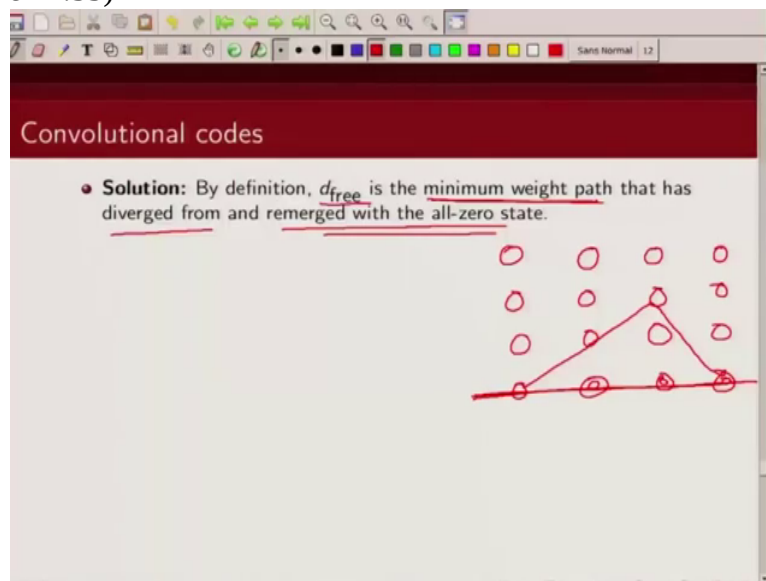 T
Sans Normal 12
Convolutional codes
• Solution: By definition, dfree is the minimum weight path that has
diverged from and remerged with the all-zero state.